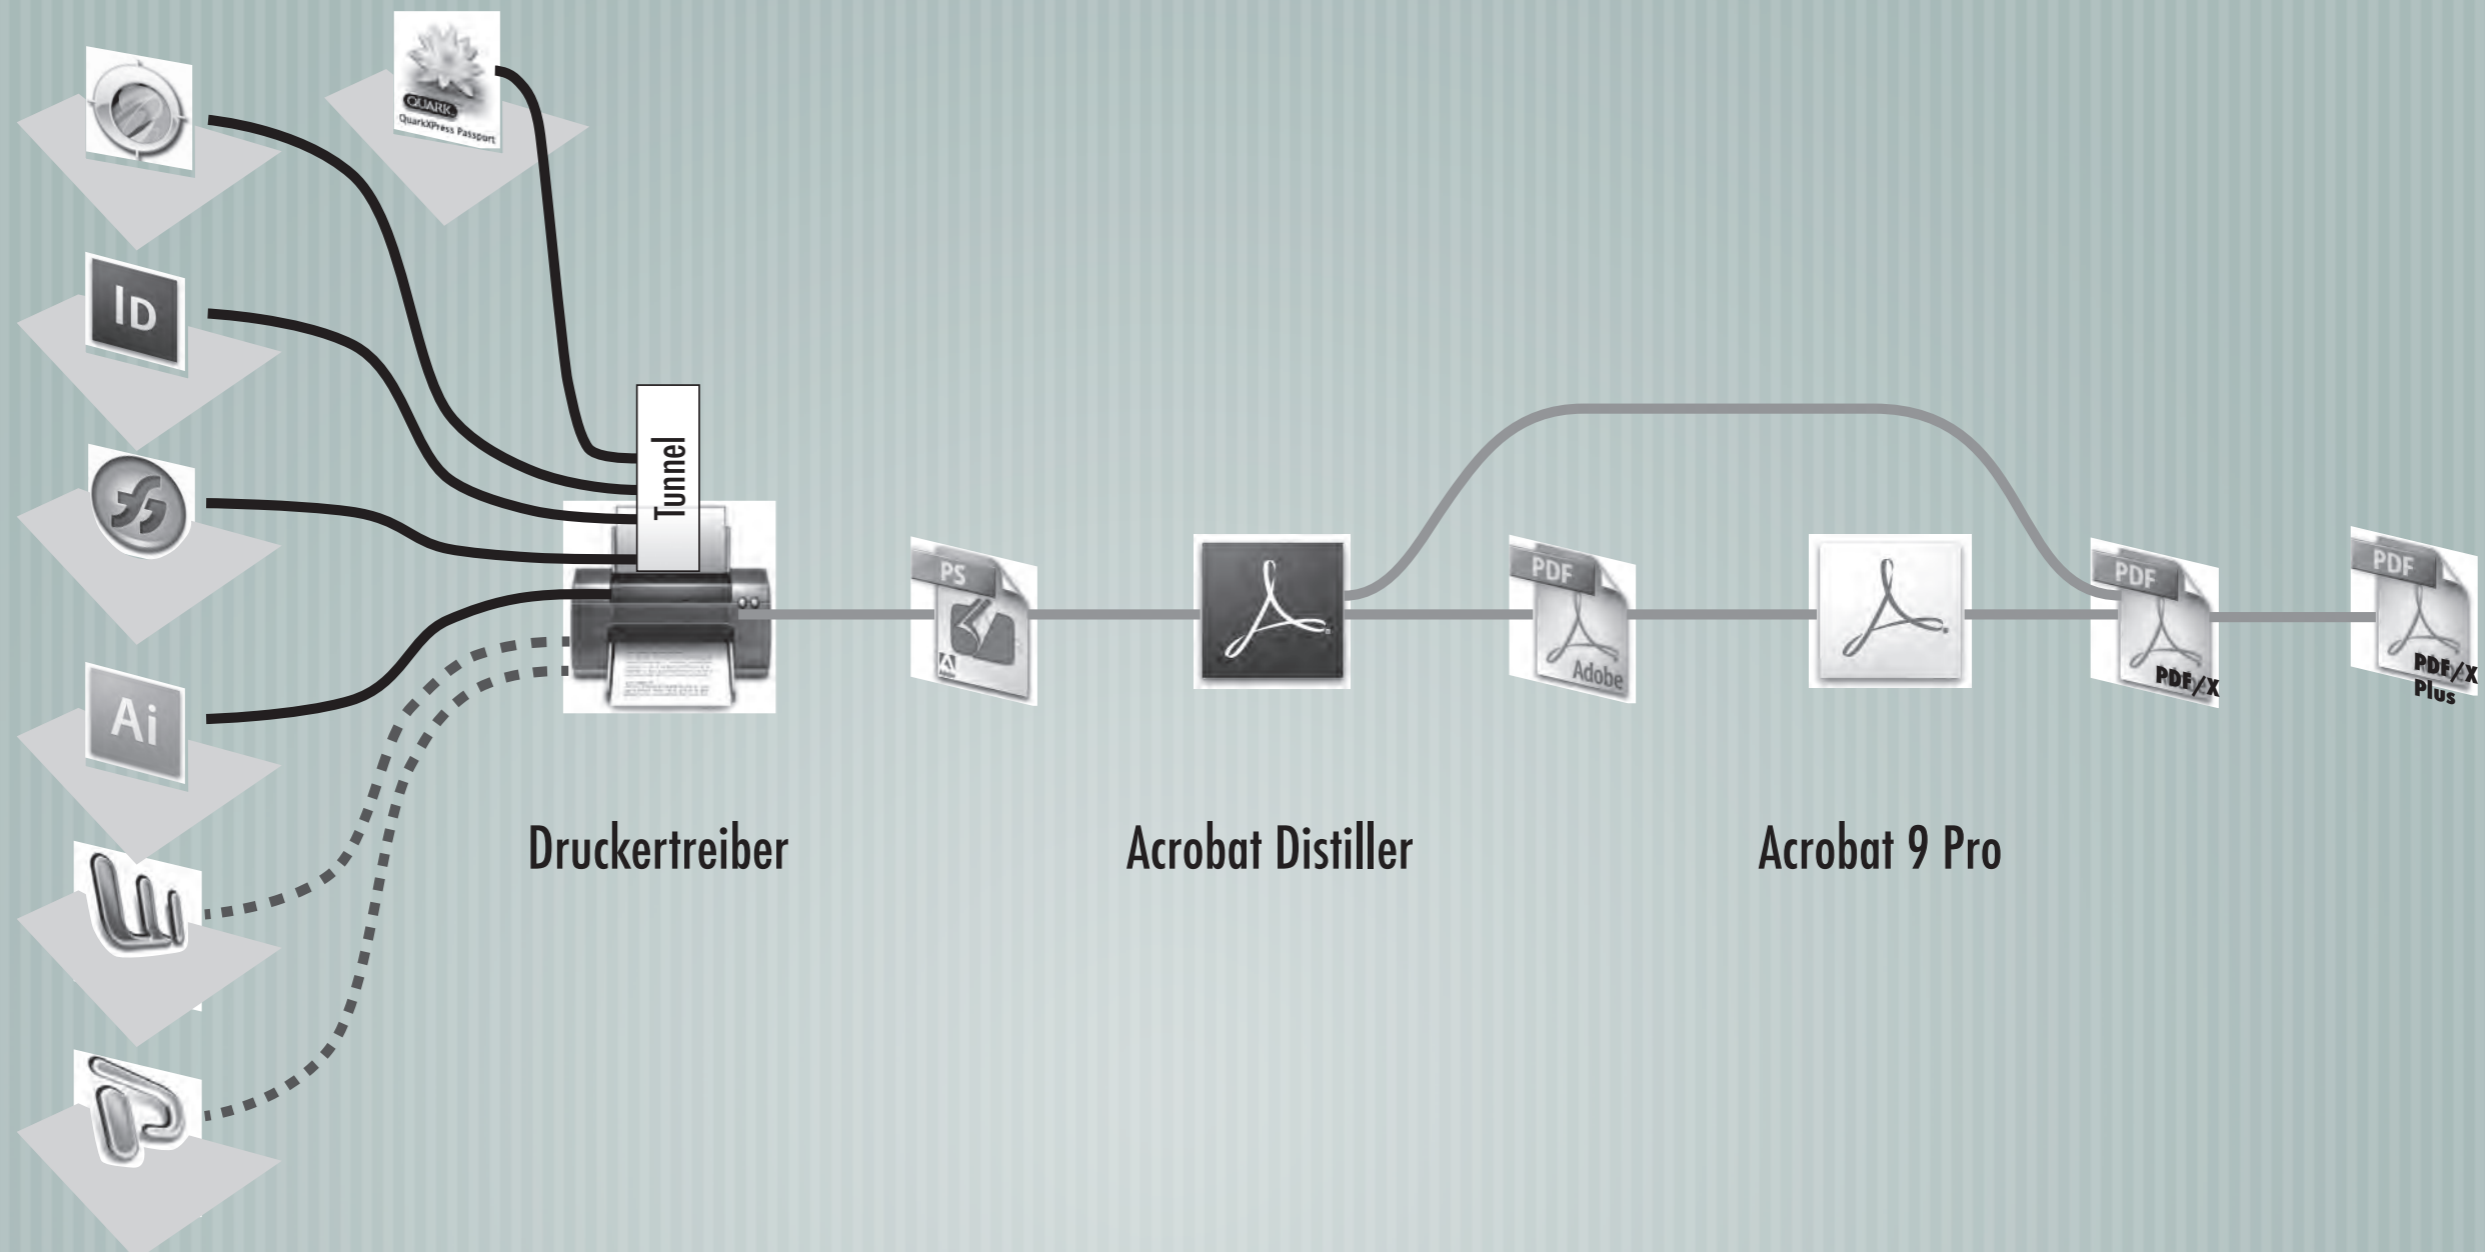 QUARK
QuarkXPress Passport
ID
Tunnel
PS
Adobe
PDF
Adobe
PDF
PDF/X
PDF
PDF/X
Plus
Ai
Druckertreiber
Acrobat Distiller
Acrobat 9 Pro